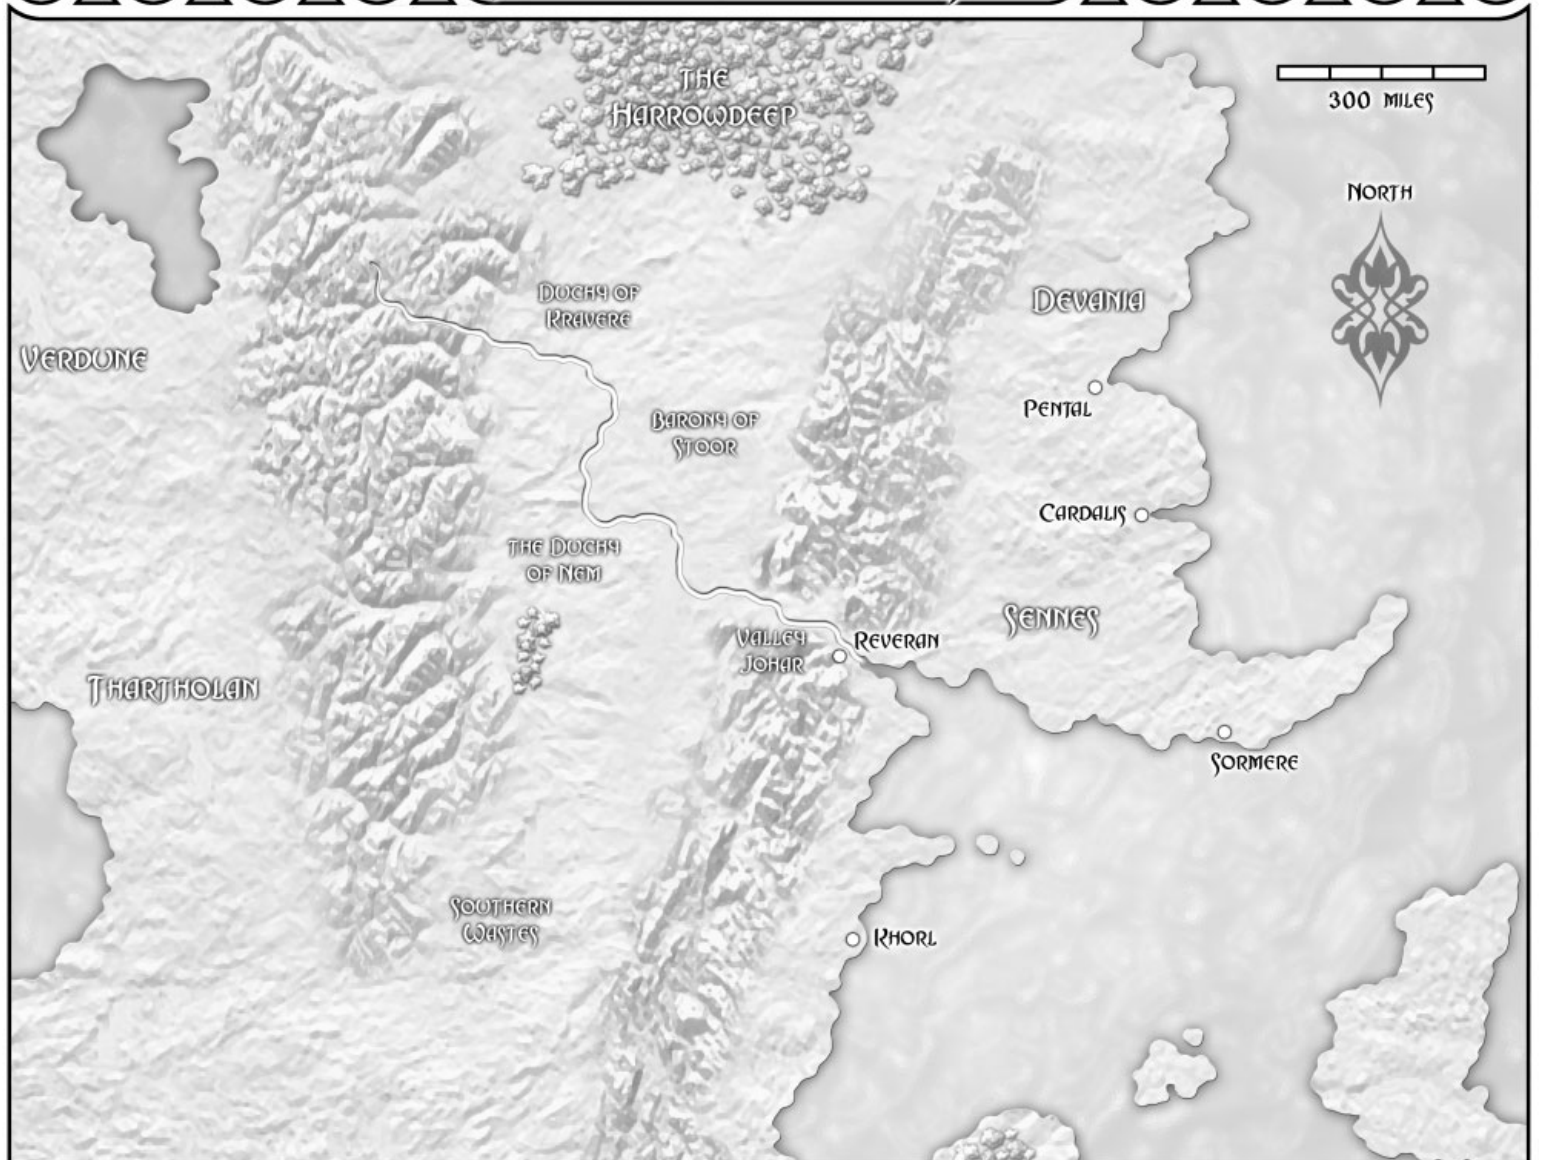 THE
HARROWDEEP
300 MILES
NORTH
DUCHY OF
KRAVERE
DEVANIA
VERDUNE
PENTAL
BARONY OF
STOOR
CARDALIS
THE DUCHY
OF NEM
SENNES
VALLEY
JOHAR
REVERAN
THARTHOLAN
SORMERE
SOUTHERN
WASTES
KHORL